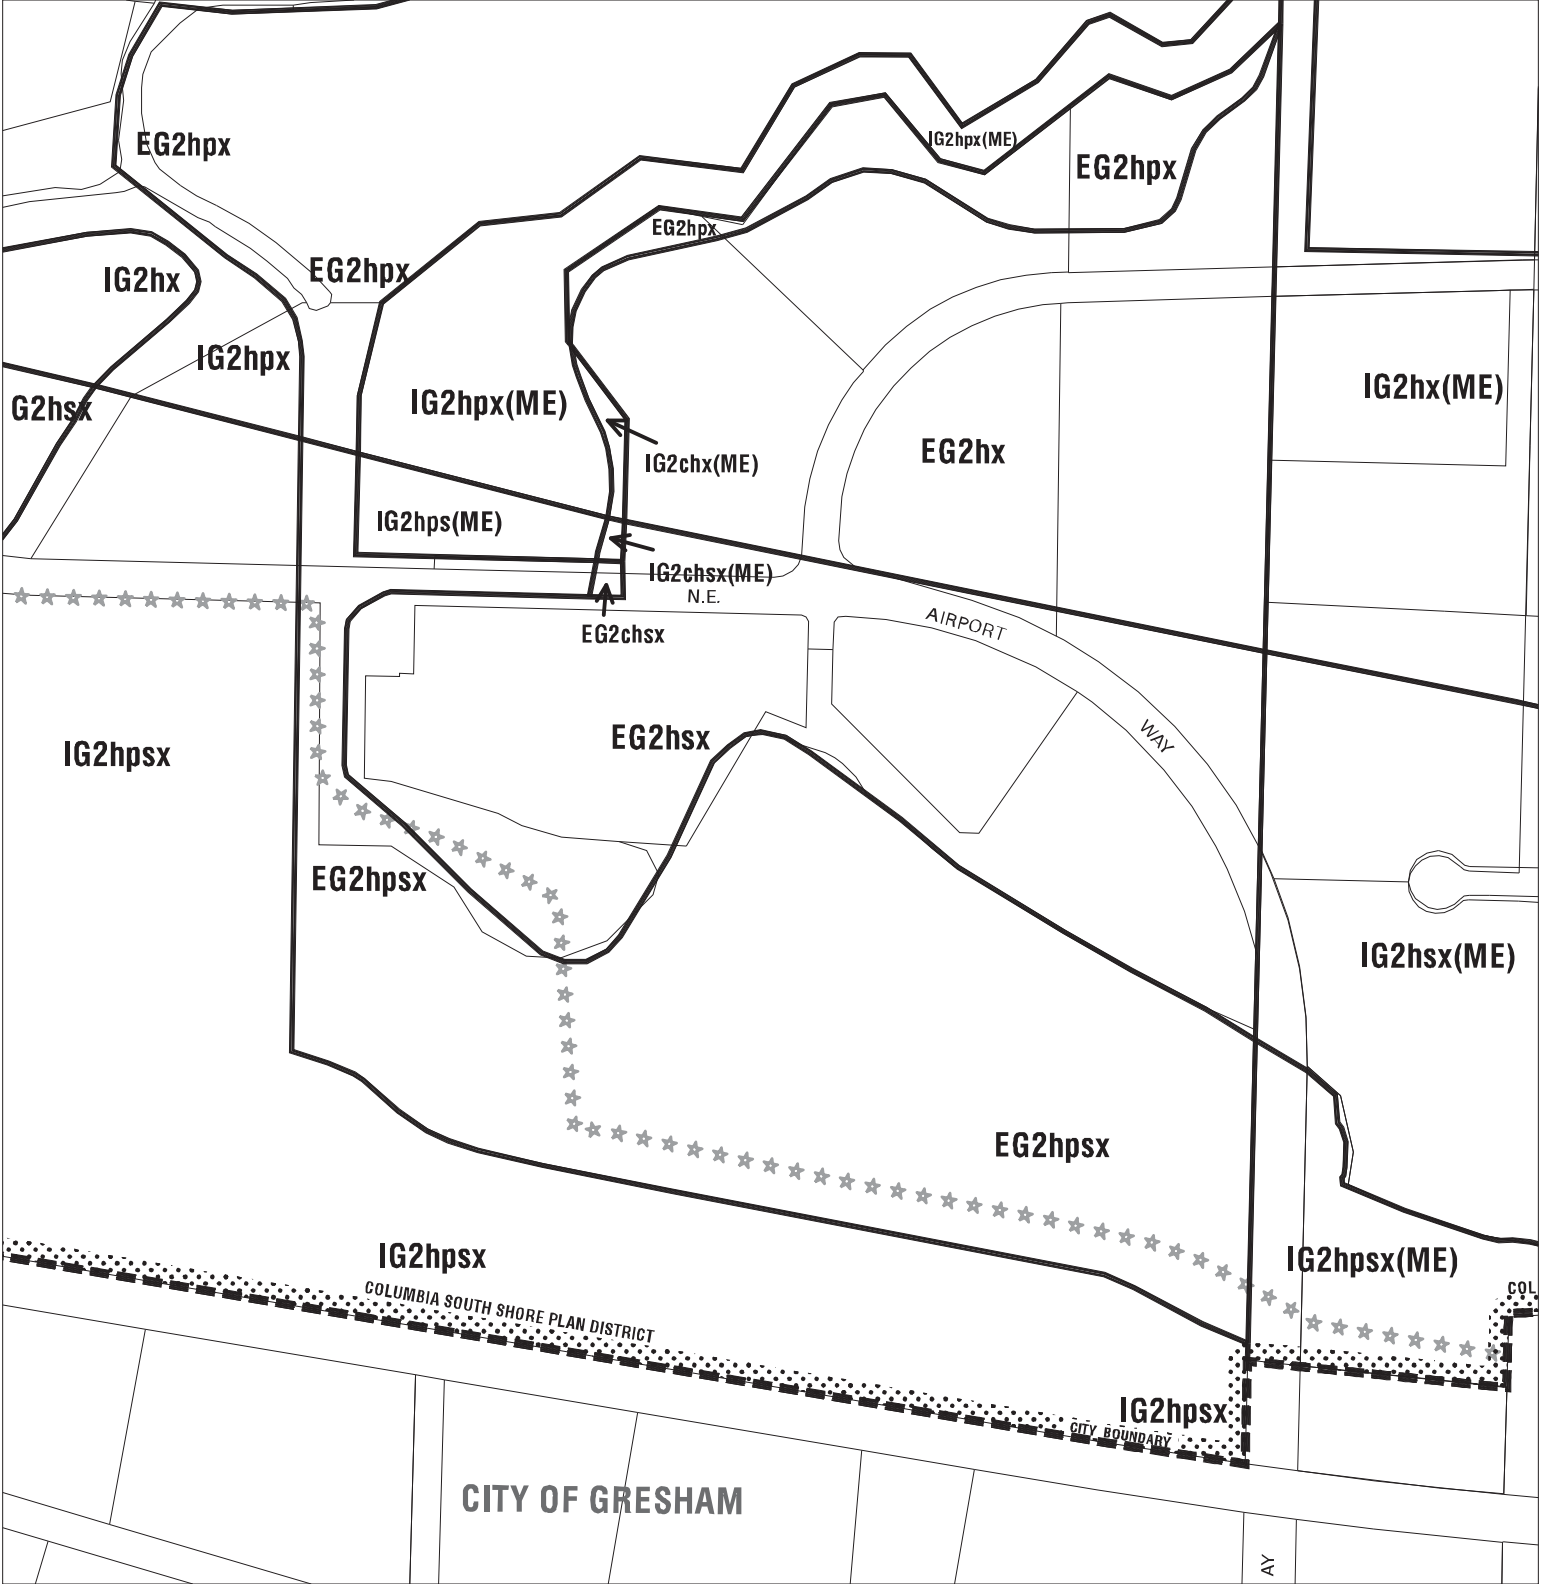 EG2hpx
IG2hpx(ME)
EG2hpx
EG2hpx
EG2hpx
IG2hx
IG2hpx
IG2hx(ME)
G2hsx
IG2hpx(ME)
EG2hx
IG2chx(ME)
IG2hps(ME)
IG2chsx(ME)
N.E.
AIRPORT
EG2chsx
WAY
EG2hsx
IG2hpsx
EG2hpsx
IG2hsx(ME)
EG2hpsx
IG2hpsx
IG2hpsx(ME)
COL
COLUMBIA SOUTH SHORE PLAN DISTRICT
IG2hpsx
CITY BOUNDARY
CITY OF GRESHAM
AY